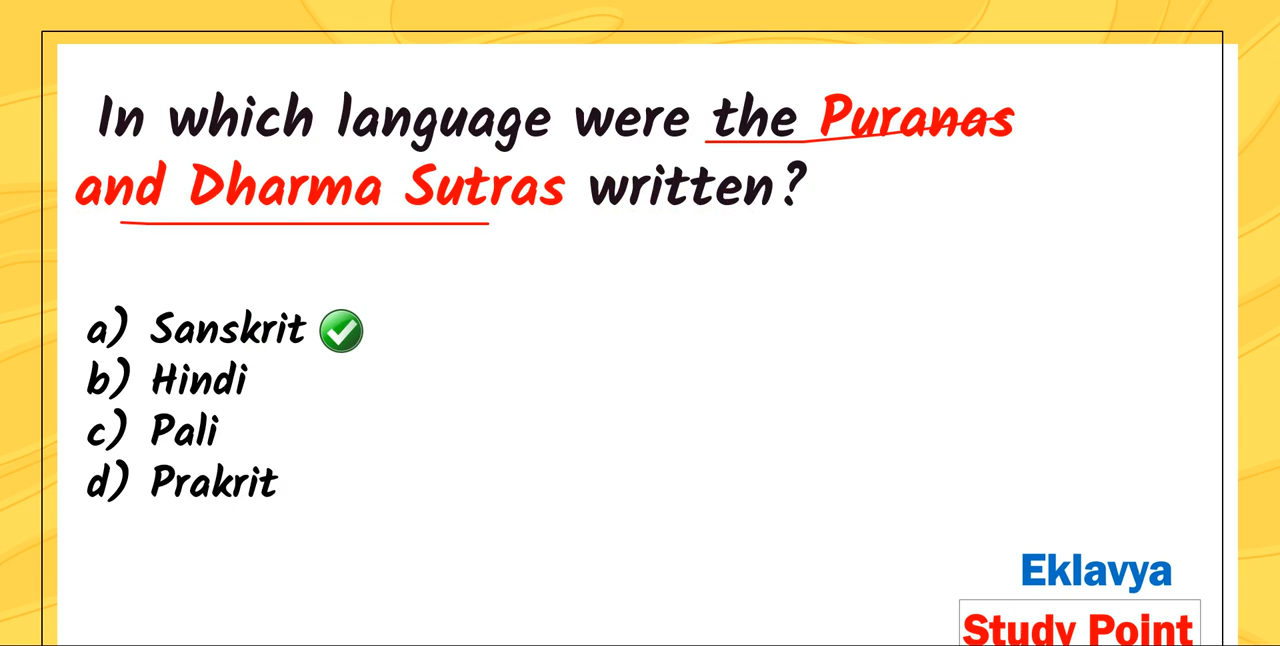 In which language were the Puranas
and Dharma Sutras written?
a) Sanskrit
b) Hindi
c) Pali
d) Prakrit
Eklavya
Study Point